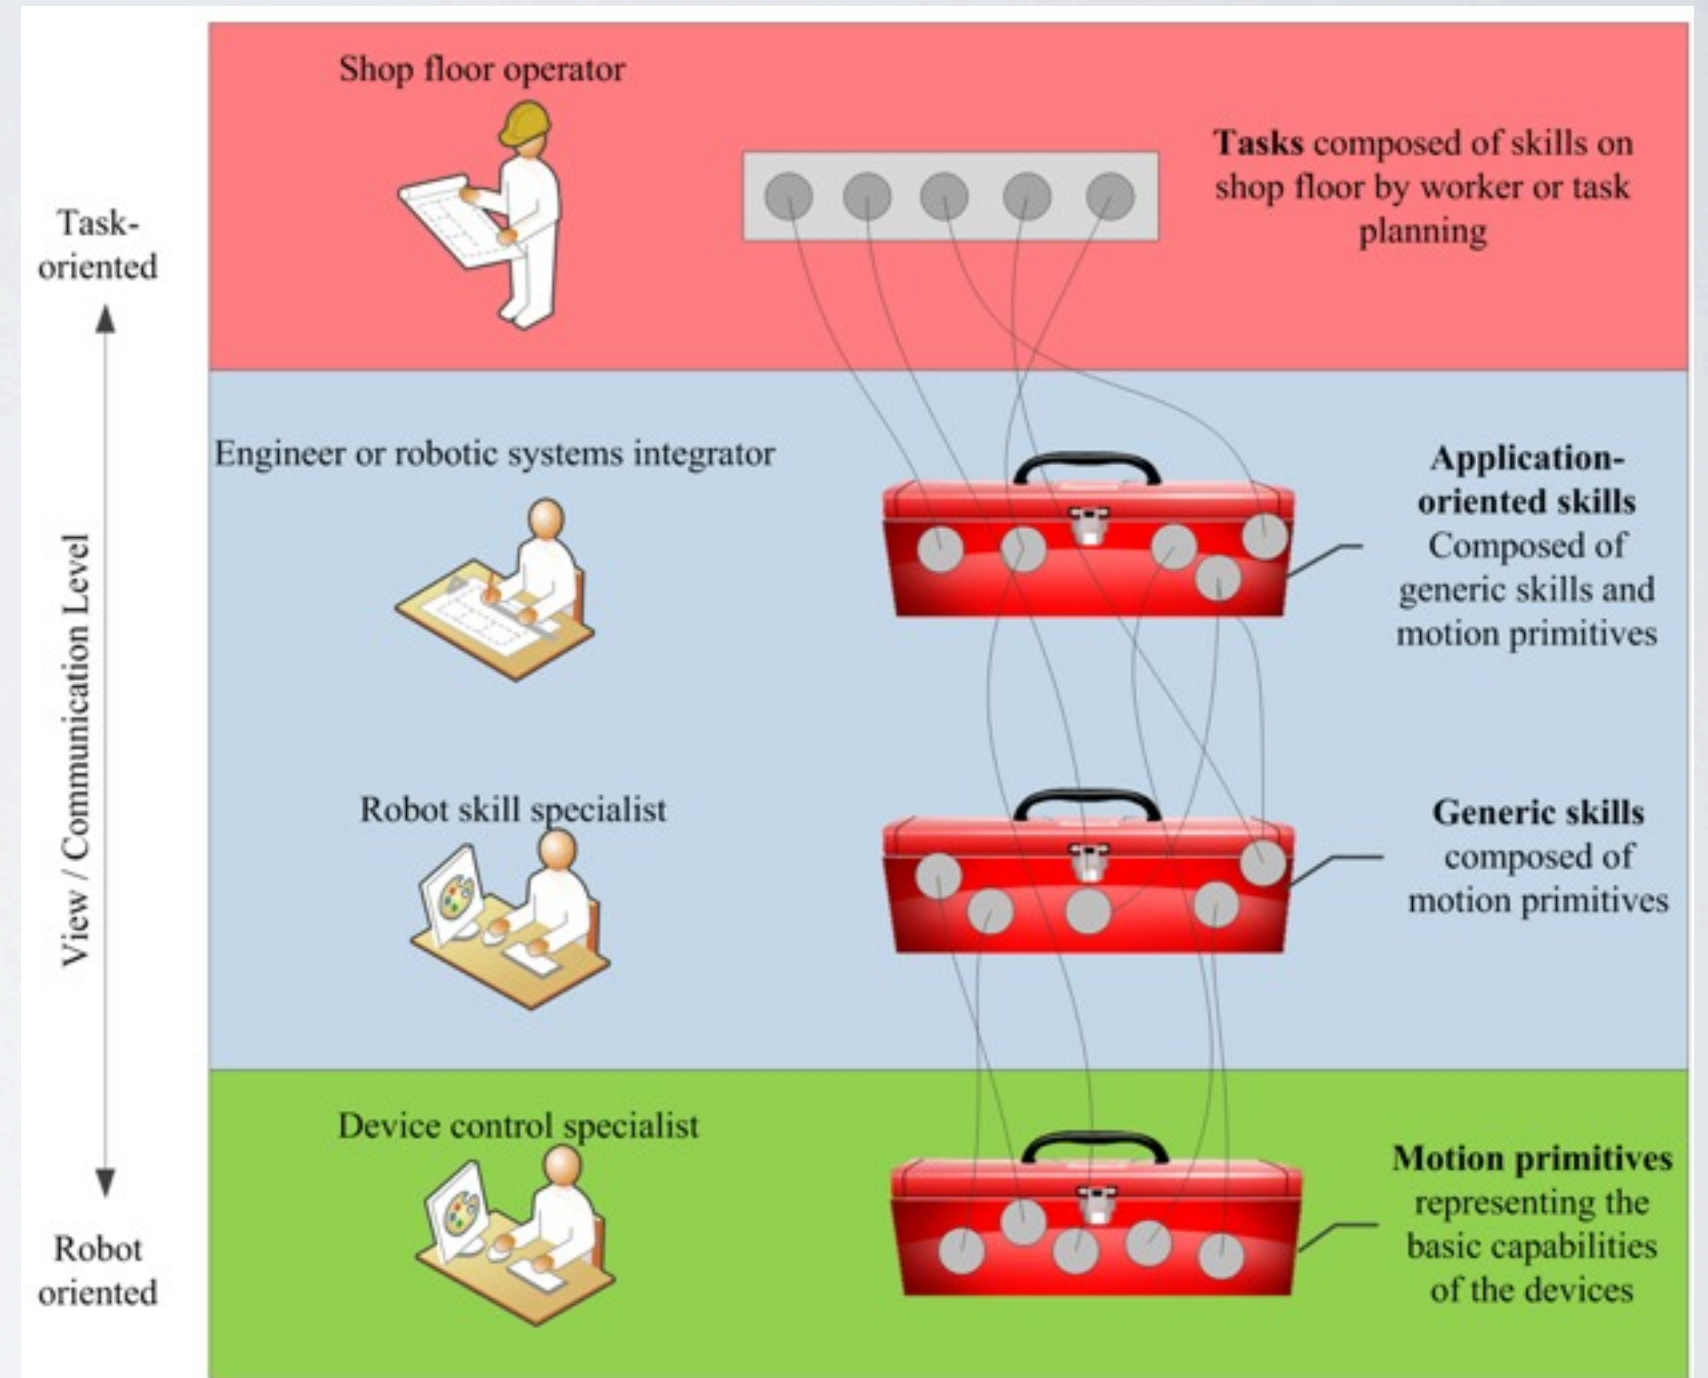 Shop floor operator
Tasks composed of skills on
shop floor by worker or task
planning
Task-
oriented
View / Communication Level
Robot
oriented
Engineer or robotic systems integrator
Application-
oriented skills
Composed of
generic skills and
motion primitives
Robot skill specialist
Generic skills
composed of
motion primitives
Device control specialist
Motion primitives
representing the
basic capabilities
of the devices